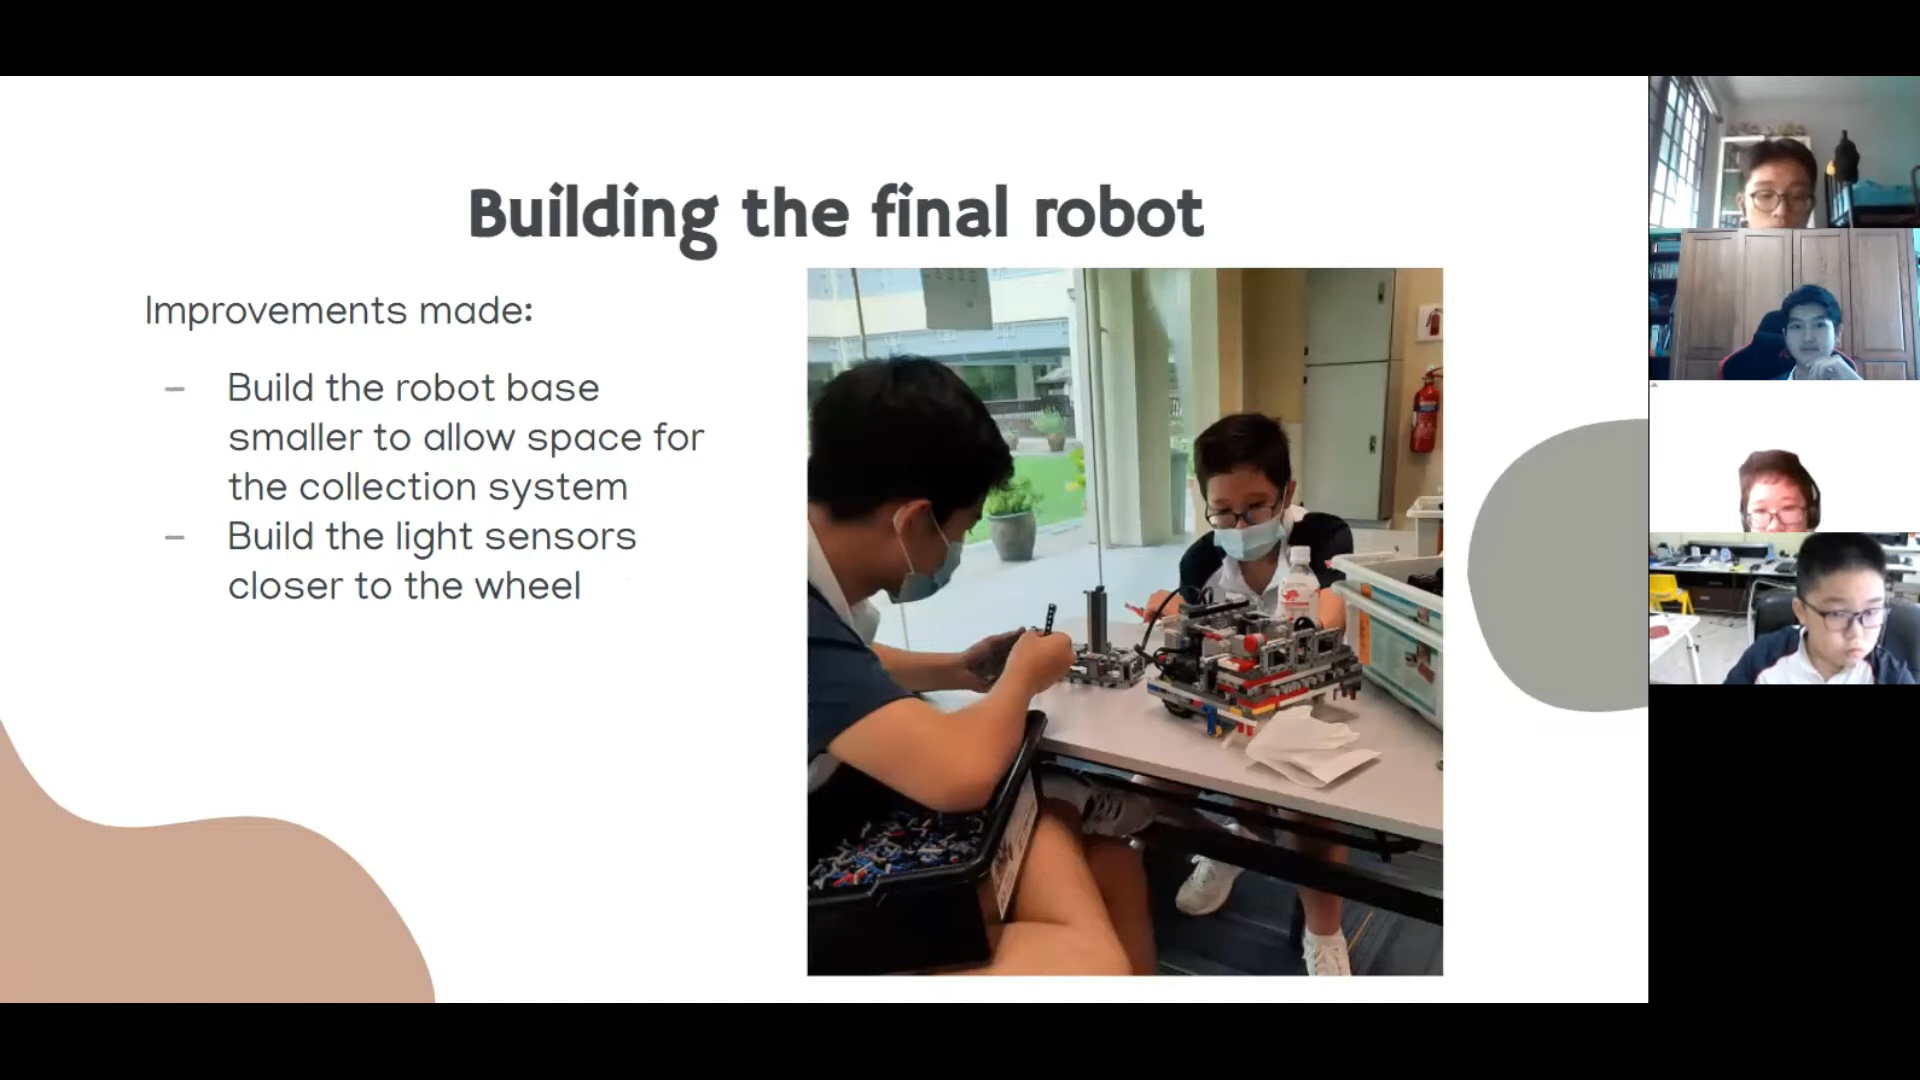 Building the final robot
Improvements made:
– Build the robot base
smaller to allow space for
the collection system
– Build the light sensors
closer to the wheel